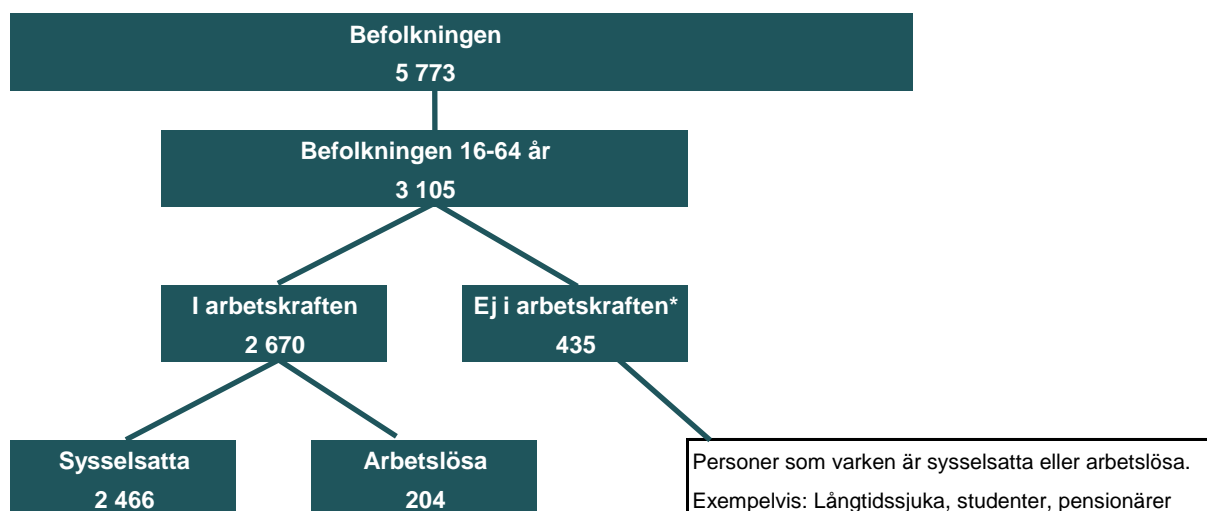 Befolkningen
5 773
Befolkningen 16-64 år
3 105
I arbetskraften
2 670
Ej i arbetskraften*
435
Sysselsatta
2 466
Arbetslösa
204
Personer som varken är sysselsatta eller arbetslösa.
Exempelvis: Långtidssjuka, studenter, pensionärer